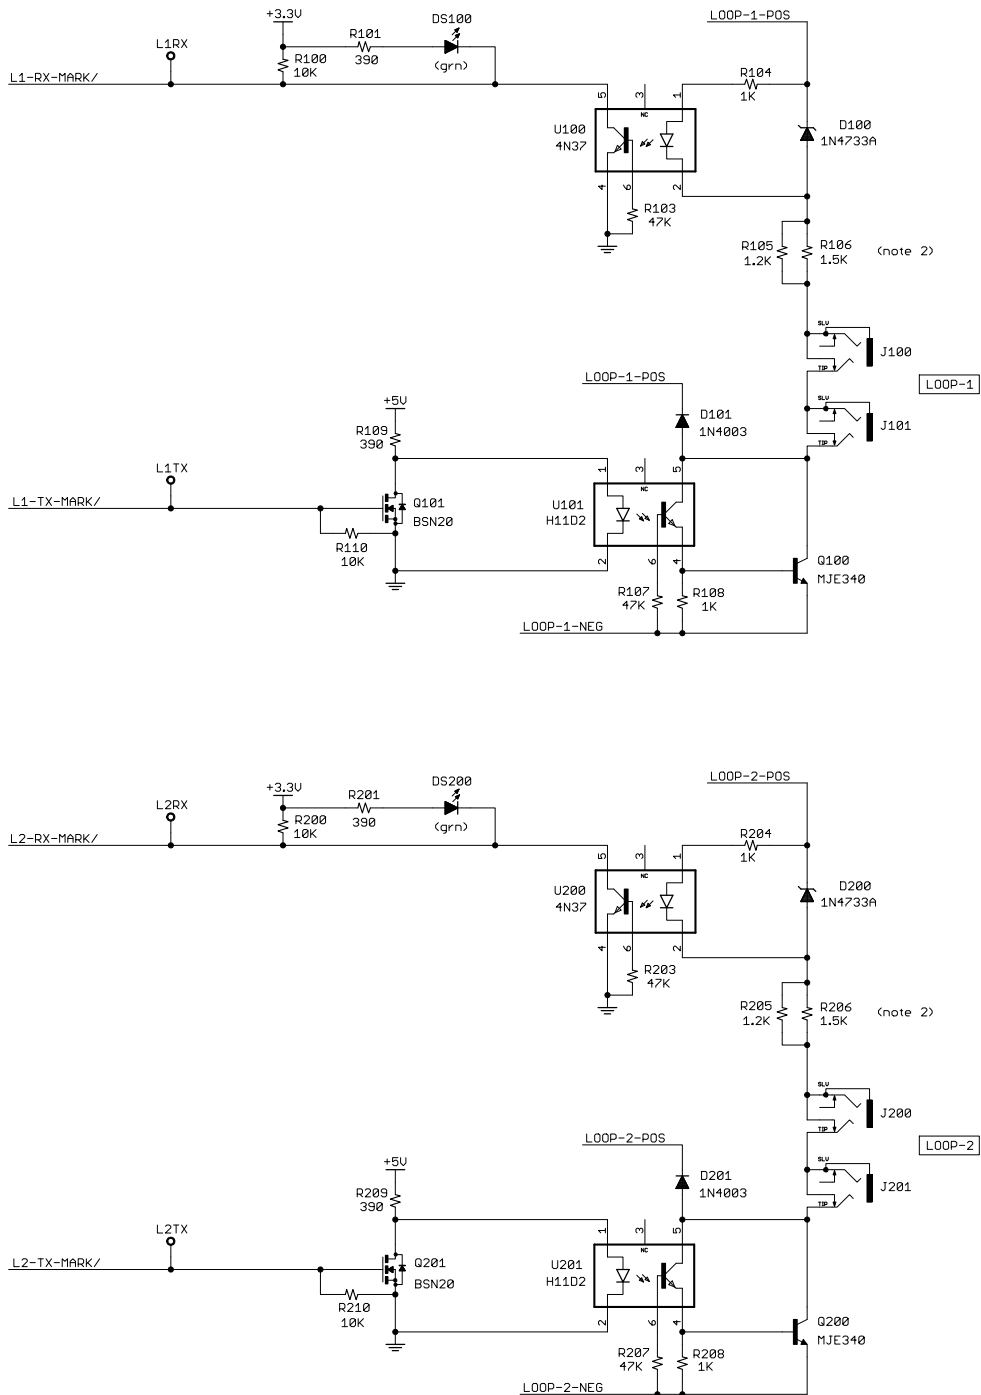 LOOP-1-POS
+3.3V
DS100
R101
L1RX
R100
390
(grn)
10K
L1-RX-MARK/
R104
1K
5
3
1
NC
U100
4N37
D100
1N4733A
4
6
2
R103
47K
R105
1.2K
R106
1.5K
(note 2)
SLV
J100
TIP
LOOP-1
LOOP-1-POS
+5V
SLV
D101
1N4003
J101
R109
390
TIP
L1TX
1
3
5
NC
L1-TX-MARK/
Q101
BSN20
U101
H11D2
R110
10K
2
6
4
Q100
MJE340
R107
47K
R108
1K
LOOP-1-NEG
LOOP-2-POS
+3.3V
DS200
R201
L2RX
R200
390
(grn)
10K
L2-RX-MARK/
R204
1K
5
3
1
NC
U200
4N37
D200
1N4733A
4
6
2
R203
47K
R205
1.2K
R206
1.5K
(note 2)
SLV
J200
TIP
LOOP-2
LOOP-2-POS
+5V
SLV
D201
1N4003
J201
R209
390
TIP
L2TX
1
3
5
NC
L2-TX-MARK/
Q201
BSN20
U201
H11D2
R210
10K
2
6
4
Q200
MJE340
R207
47K
R208
1K
LOOP-2-NEG